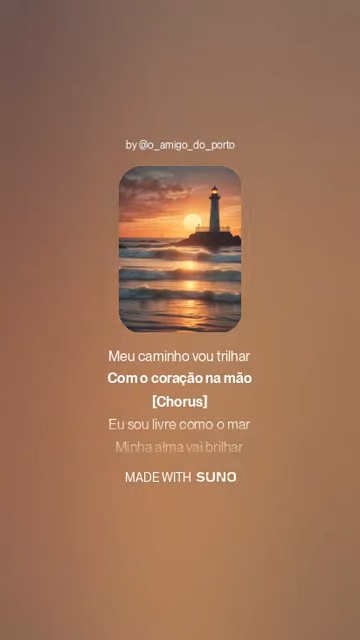 by @o_amigo_do_porto
Meu caminho vou trilhar
Com o coração na mão
[Chorus]
Eu sou livre como o mar
Minha alma vai brilhar
MADE WITH SUNO